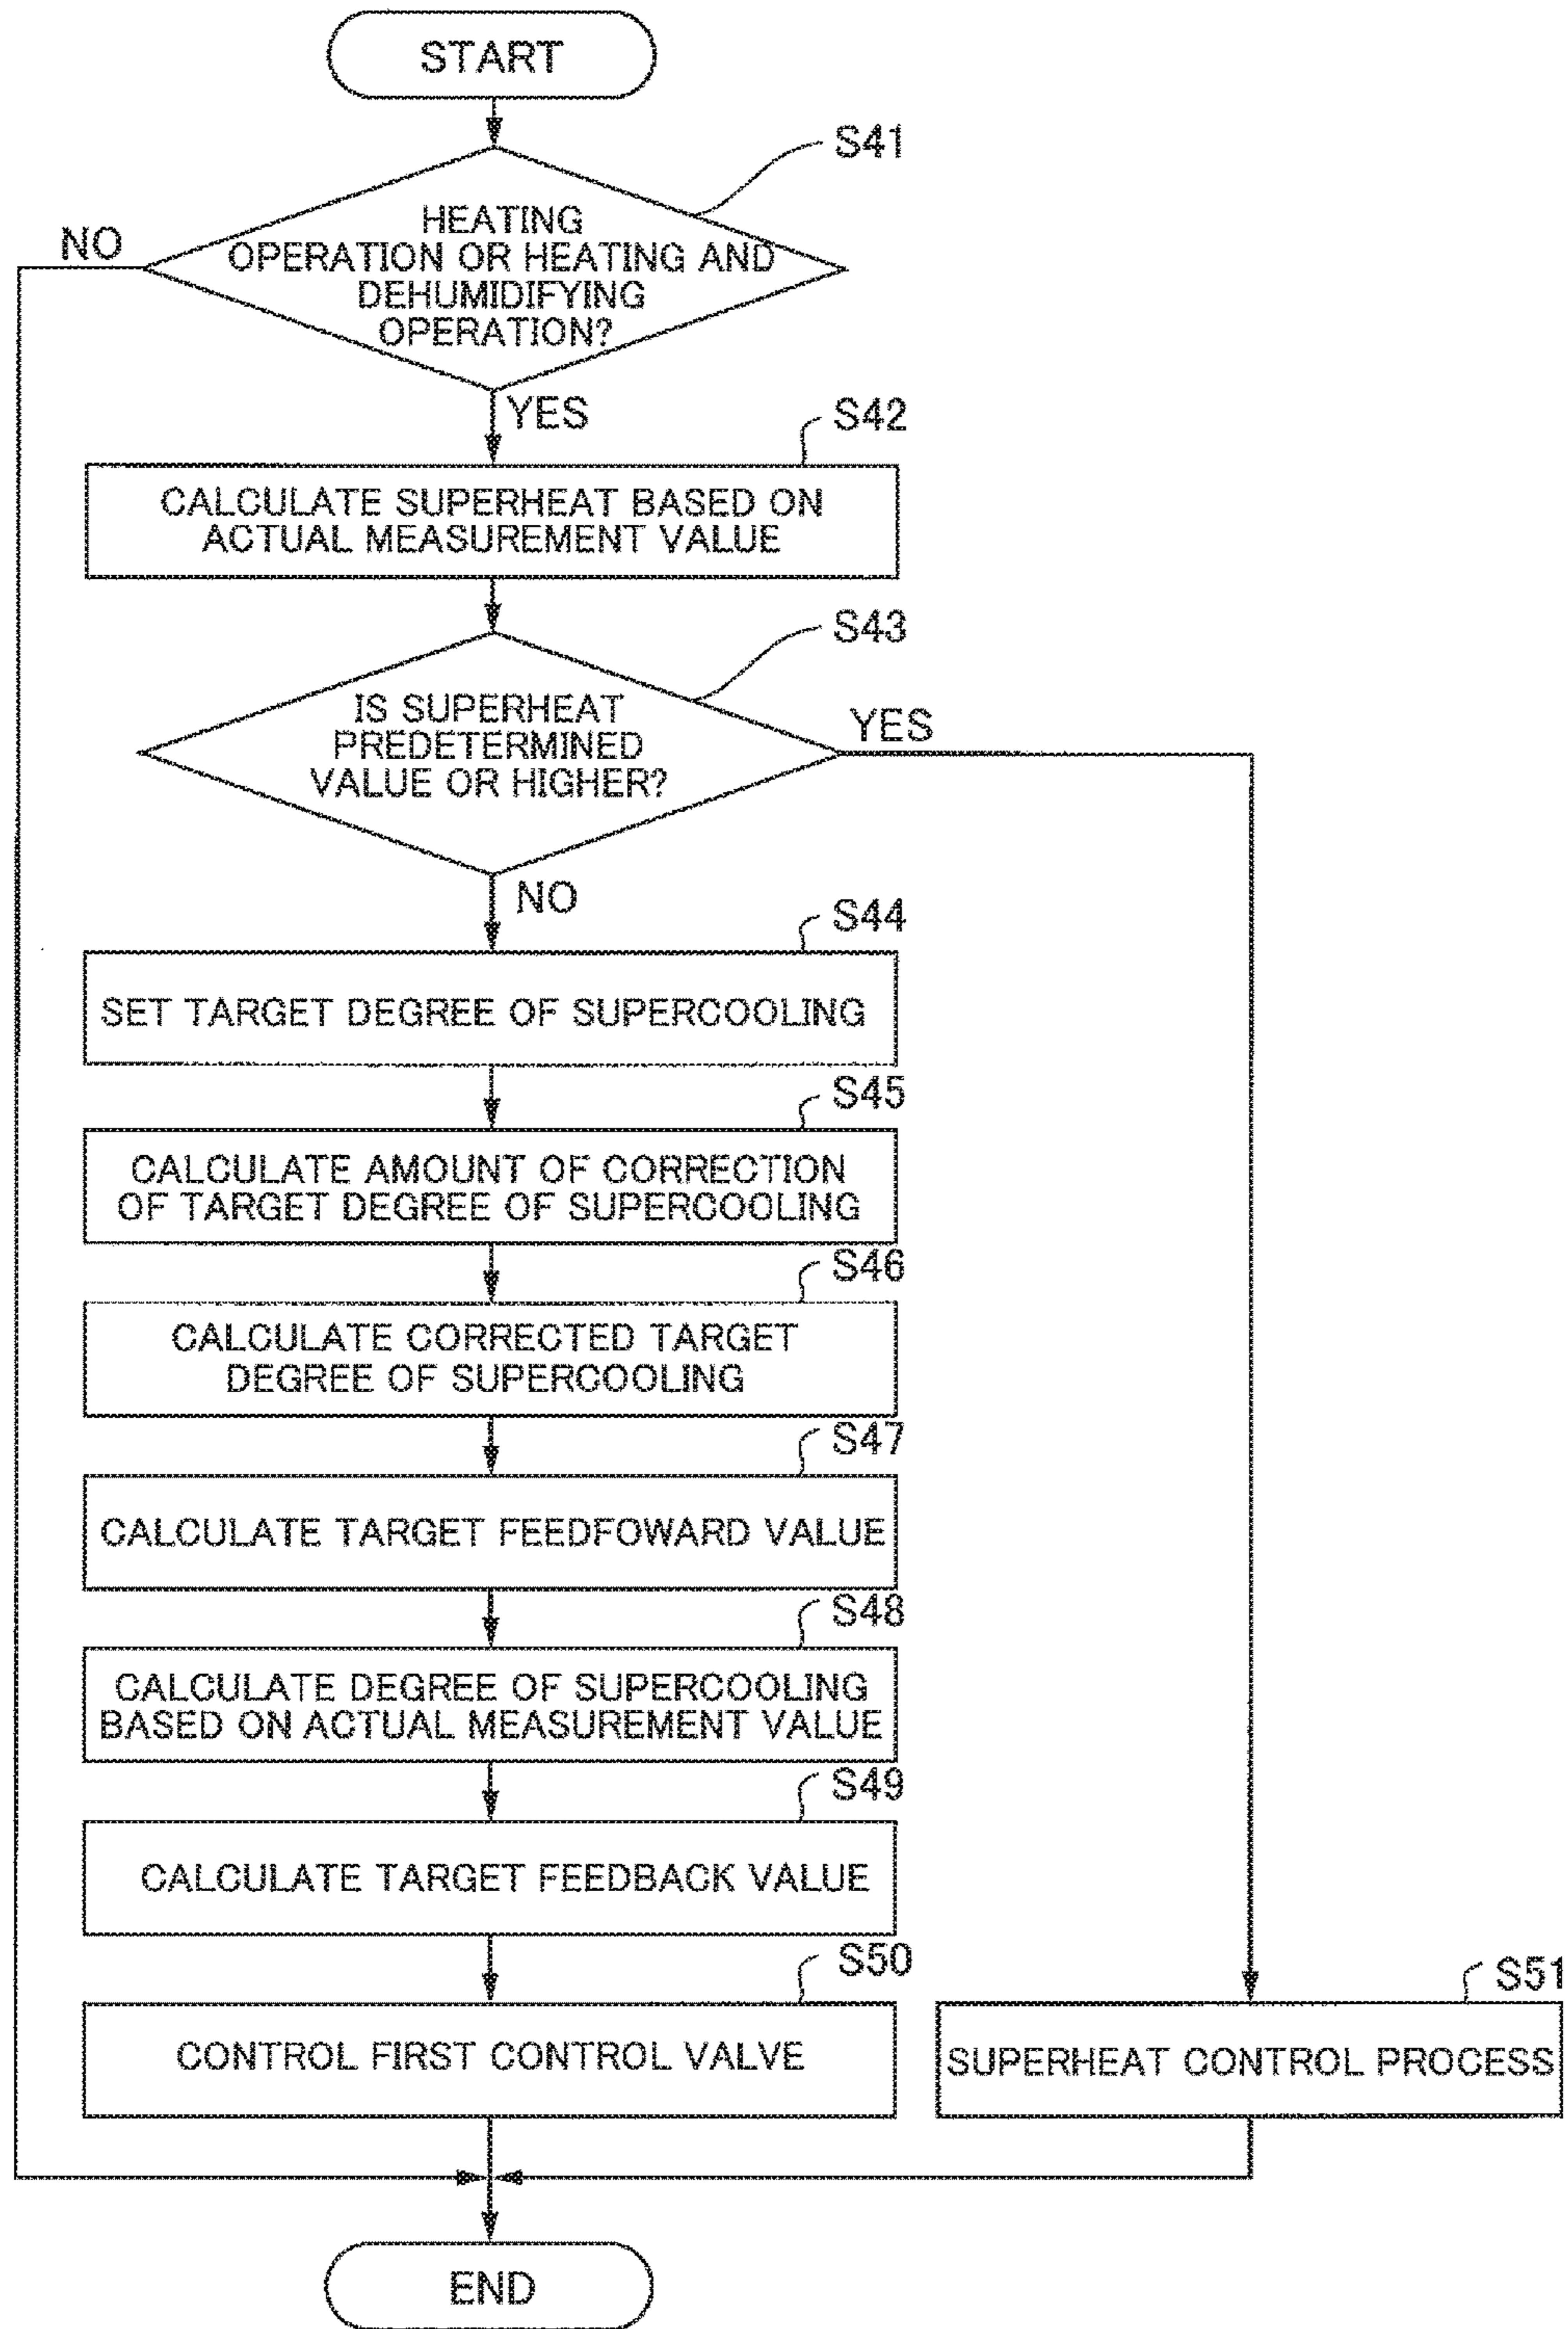 START
S41
HEATING
OPERATION OR HEATING AND
DEHUMIDIFYING
OPERATION?
NO
YES
S42
CALCULATE SUPERHEAT BASED ON
ACTUAL MEASUREMENT VALUE
S43
IS SUPERHEAT
PREDETERMINED
VALUE OR HIGHER?
YES
NO
S44
SET TARGET DEGREE OF SUPERCOOLING
S45
CALCULATE AMOUNT OF CORRECTION
OF TARGET DEGREE OF SUPERCOOLING
S46
CALCULATE CORRECTED TARGET
DEGREE OF SUPERCOOLING
S47
CALCULATE TARGET FEEDFOWARD VALUE
S48
CALCULATE DEGREE OF SUPERCOOLING
BASED ON ACTUAL MEASUREMENT VALUE
S49
CALCULATE TARGET FEEDBACK VALUE
S50
CONTROL FIRST CONTROL VALVE
S51
SUPERHEAT CONTROL PROCESS
END